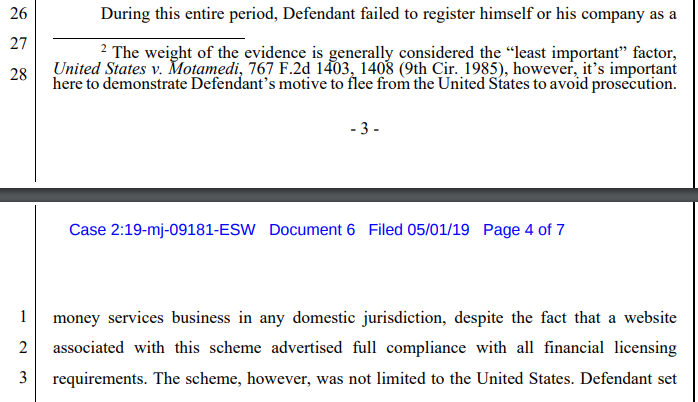 26 During this entire period, Defendant failed to register himself or his company as a
27
² The weight of the evidence is generally considered the “least important” factor,
28 United States v. Motamedi, 767 F.2d 1403, 1408 (9th Cir. 1985), however, it’s important
here to demonstrate Defendant’s motive to flee from the United States to avoid prosecution.
- 3 -
Case 2:19-mj-09181-ESW Document 6 Filed 05/01/19 Page 4 of 7
1 money services business in any domestic jurisdiction, despite the fact that a website
2 associated with this scheme advertised full compliance with all financial licensing
3 requirements. The scheme, however, was not limited to the United States. Defendant set